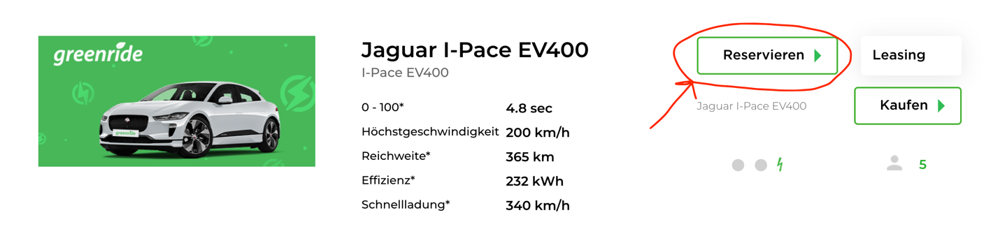 greenride
greenride
Jaguar I-Pace EV400
I-Pace EV400
0 - 100* 4.8 sec
Höchstgeschwindigkeit 200 km/h
Reichweite* 365 km
Effizienz* 232 kWh
Schnellladung* 340 km/h
Reservieren
Leasing
Jaguar I-Pace EV400
Kaufen
5